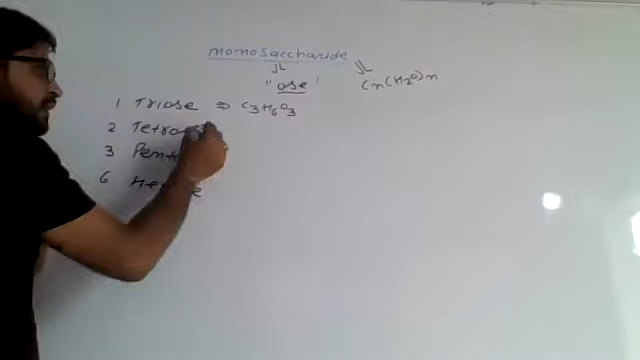 monosaccharide
"ose" Cn(H2O)n
1 Triose ⇒ C3H6O3
2
3
6